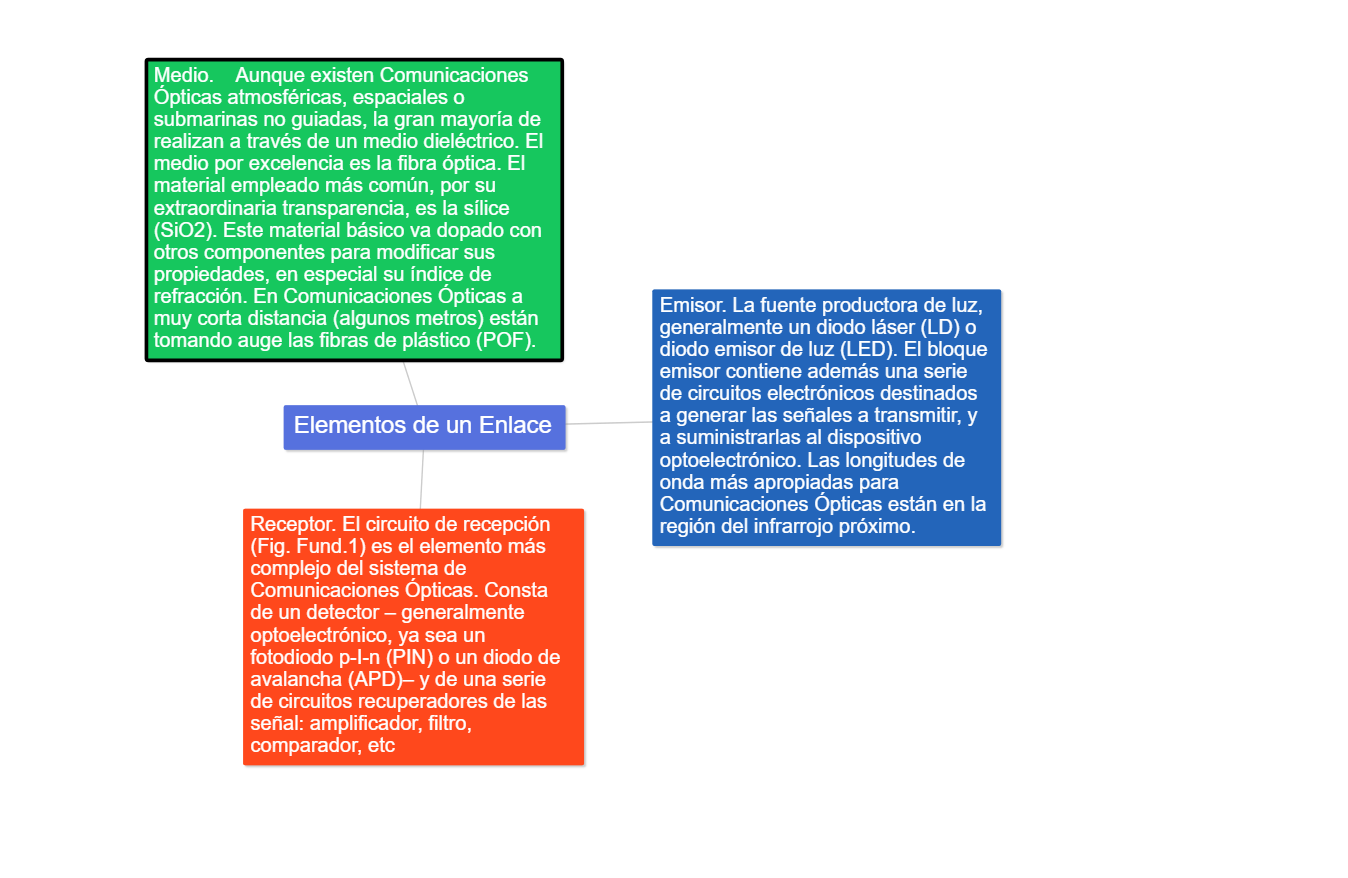 Medio.    Aunque existen Comunicaciones
Ópticas atmosféricas, espaciales o
submarinas no guiadas, la gran mayoría de
realizan a través de un medio dieléctrico. El
medio por excelencia es la fibra óptica. El
material empleado más común, por su
extraordinaria transparencia, es la sílice
(SiO2). Este material básico va dopado con
otros componentes para modificar sus
propiedades, en especial su índice de
refracción. En Comunicaciones Ópticas a
muy corta distancia (algunos metros) están
tomando auge las fibras de plástico (POF).
Elementos de un Enlace
Emisor. La fuente productora de luz,
generalmente un diodo láser (LD) o
diodo emisor de luz (LED). El bloque
emisor contiene además una serie
de circuitos electrónicos destinados
a generar las señales a transmitir, y
a suministrarlas al dispositivo
optoelectrónico. Las longitudes de
onda más apropiadas para
Comunicaciones Ópticas están en la
región del infrarrojo próximo.
Receptor. El circuito de recepción
(Fig. Fund.1) es el elemento más
complejo del sistema de
Comunicaciones Ópticas. Consta
de un detector – generalmente
optoelectrónico, ya sea un
fotodiodo p-I-n (PIN) o un diodo de
avalancha (APD)– y de una serie
de circuitos recuperadores de las
señal: amplificador, filtro,
comparador, etc